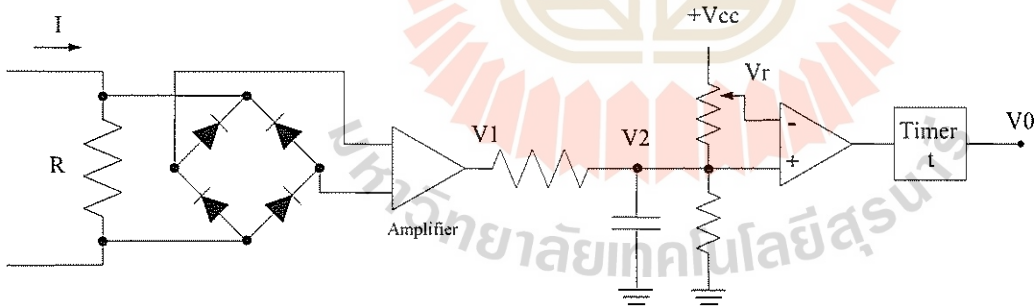 I
R
Amplifier
V1
V2
+Vcc
Vr
-
+
Timer
t
V0
มหาวิทยาลัยเทคโนโลยีสุรนารี